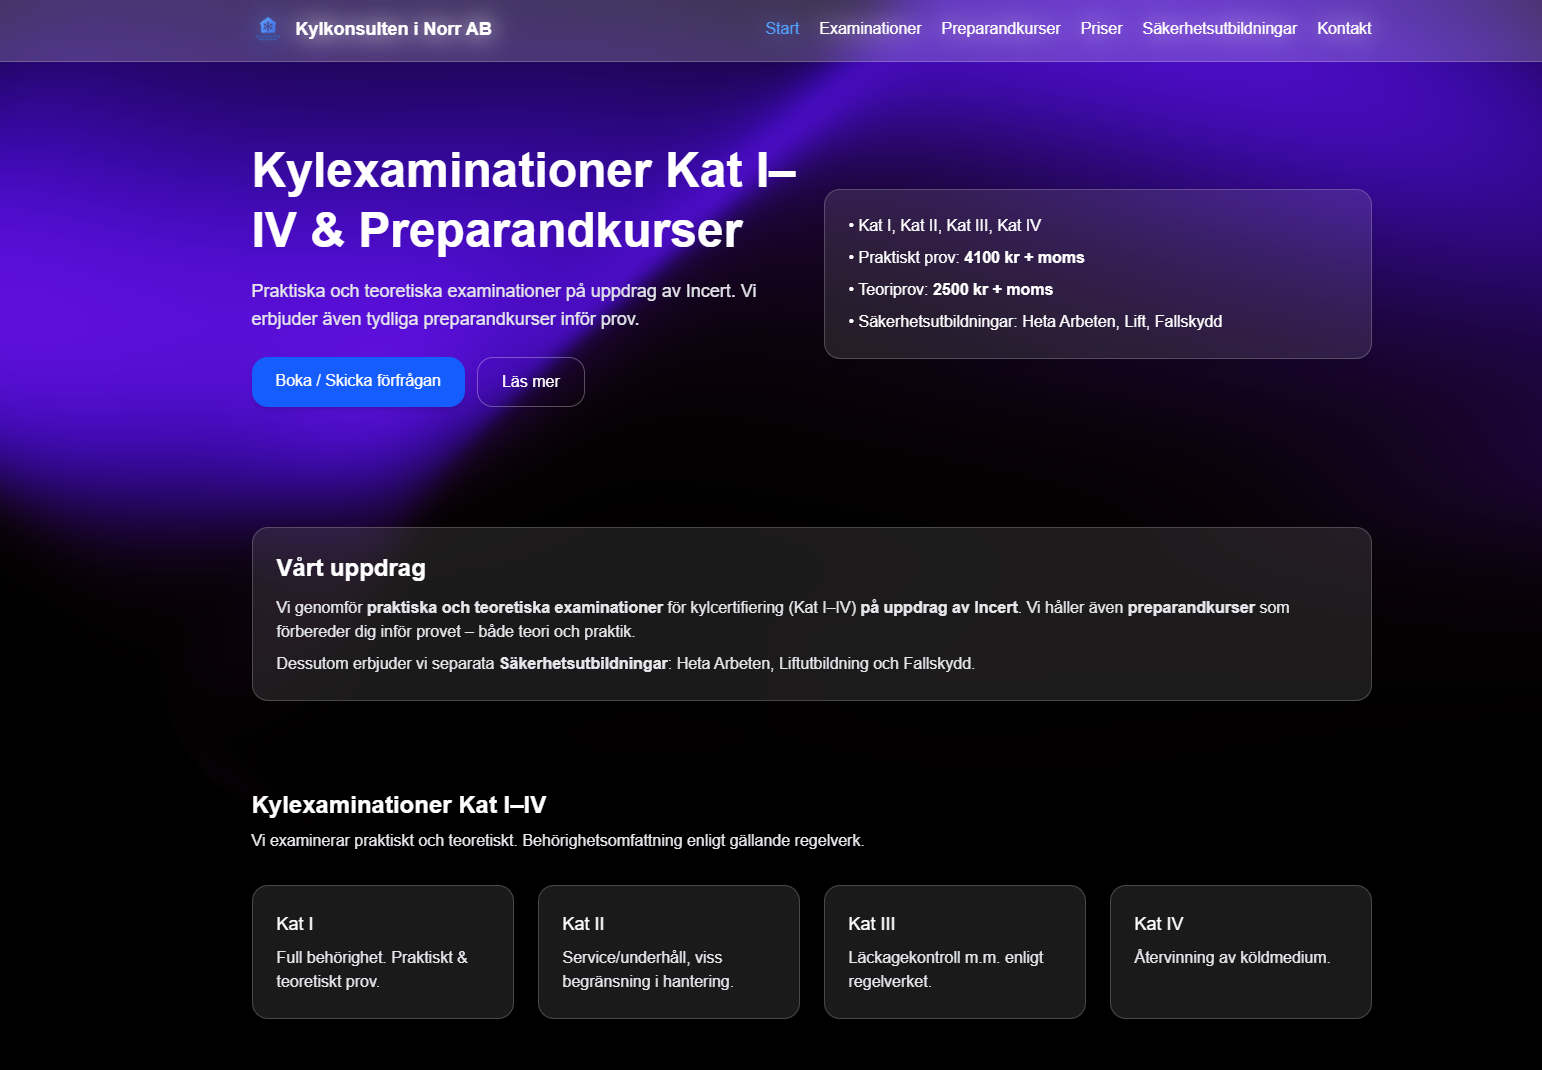 Kylkonsulten i Norr AB
Start Examinationer Preparandkurser Priser Säkerhetsutbildningar Kontakt
Kylexaminationer Kat I–
IV & Preparandkurser
Praktiska och teoretiska examinationer på uppdrag av Incert. Vi
erbjuder även tydliga preparandkurser inför prov.
Boka / Skicka förfrågan
Läs mer
• Kat I, Kat II, Kat III, Kat IV
• Praktiskt prov: 4100 kr + moms
• Teoriprov: 2500 kr + moms
• Säkerhetsutbildningar: Heta Arbeten, Lift, Fallskydd
Vårt uppdrag
Vi genomför praktiska och teoretiska examinationer för kylcertifiering (Kat I–IV) på uppdrag av Incert. Vi håller även preparandkurser som
förbereder dig inför provet – både teori och praktik.
Dessutom erbjuder vi separata Säkerhetsutbildningar: Heta Arbeten, Liftutbildning och Fallskydd.
Kylexaminationer Kat I–IV
Vi examinerar praktiskt och teoretiskt. Behörighetsomfattning enligt gällande regelverk.
Kat I
Full behörighet. Praktiskt &
teoretiskt prov.
Kat II
Service/underhåll, viss
begränsning i hantering.
Kat III
Läckagekontroll m.m. enligt
regelverket.
Kat IV
Återvinning av köldmedium.